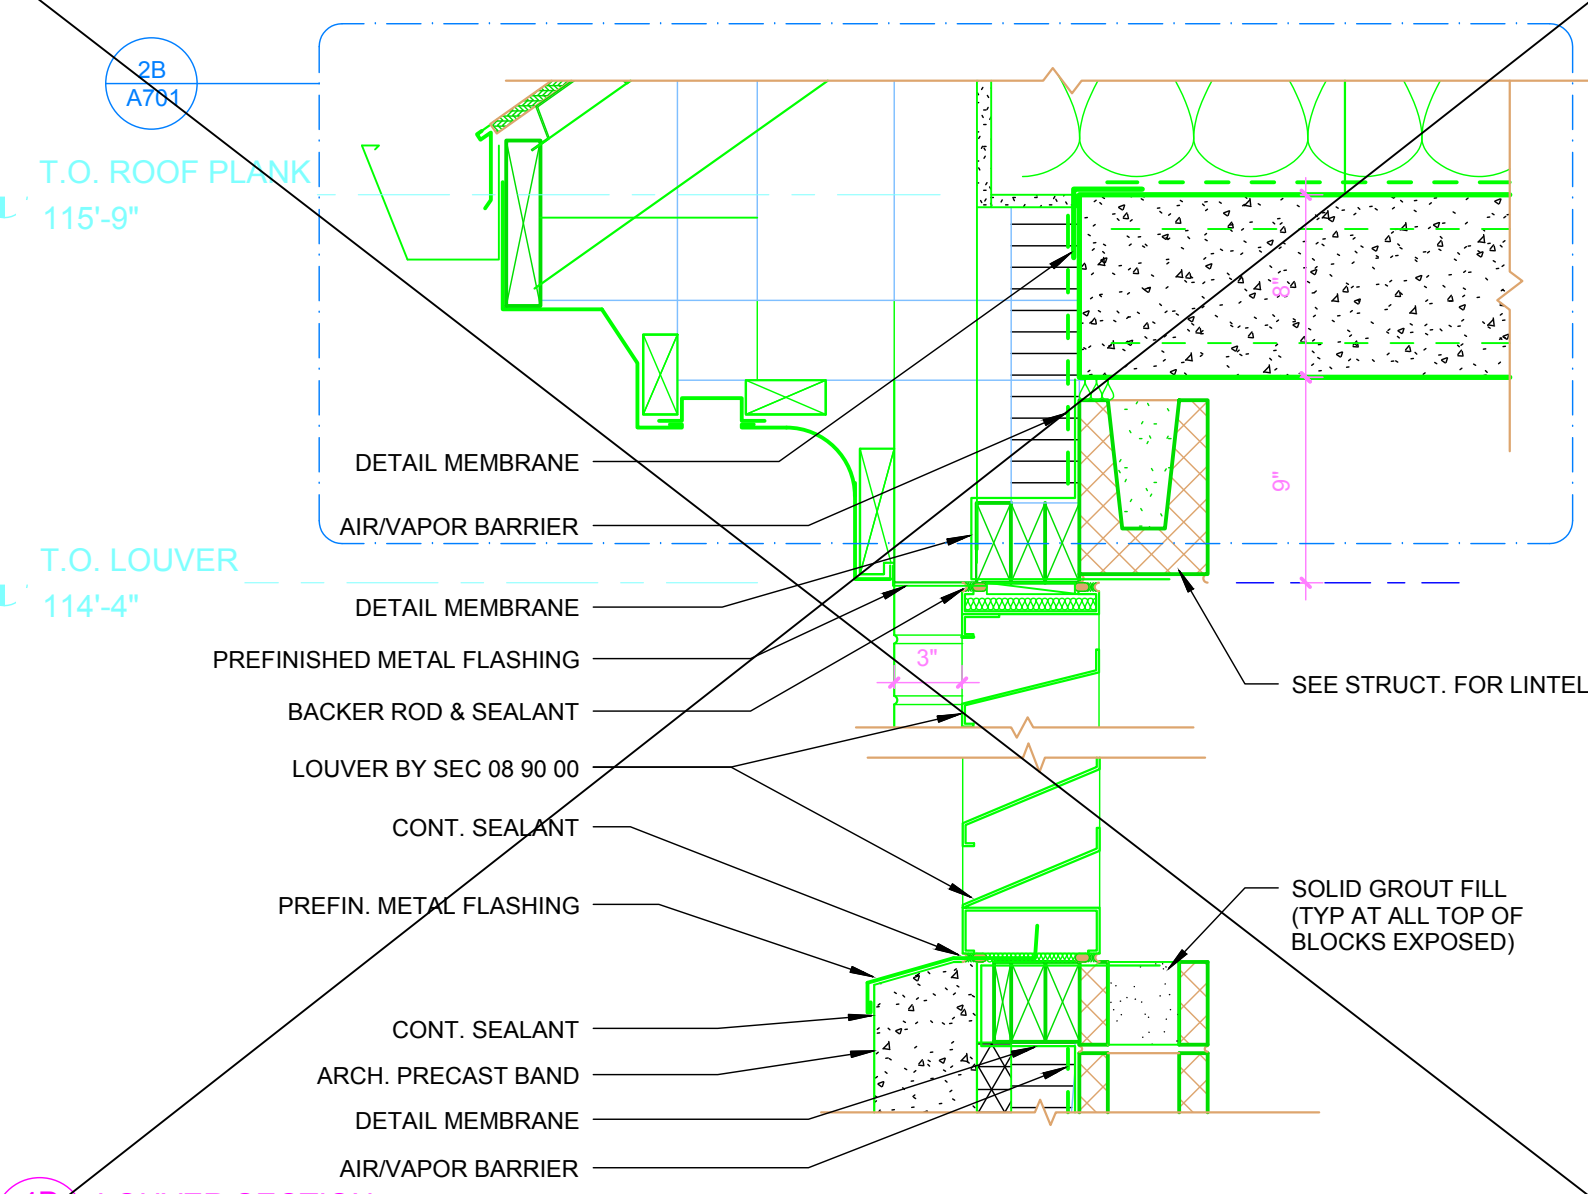 2B
A701
T.O. ROOF PLANK
115'-9"
8"
9"
DETAIL MEMBRANE
AIR/VAPOR BARRIER
T.O. LOUVER
114'-4"
DETAIL MEMBRANE
PREFINISHED METAL FLASHING
3"
BACKER ROD & SEALANT
SEE STRUCT. FOR LINTEL
LOUVER BY SEC 08 90 00
CONT. SEALANT
PREFIN. METAL FLASHING
SOLID GROUT FILL
(TYP AT ALL TOP OF
BLOCKS EXPOSED)
CONT. SEALANT
ARCH. PRECAST BAND
DETAIL MEMBRANE
AIR/VAPOR BARRIER
LOUVER SECTION